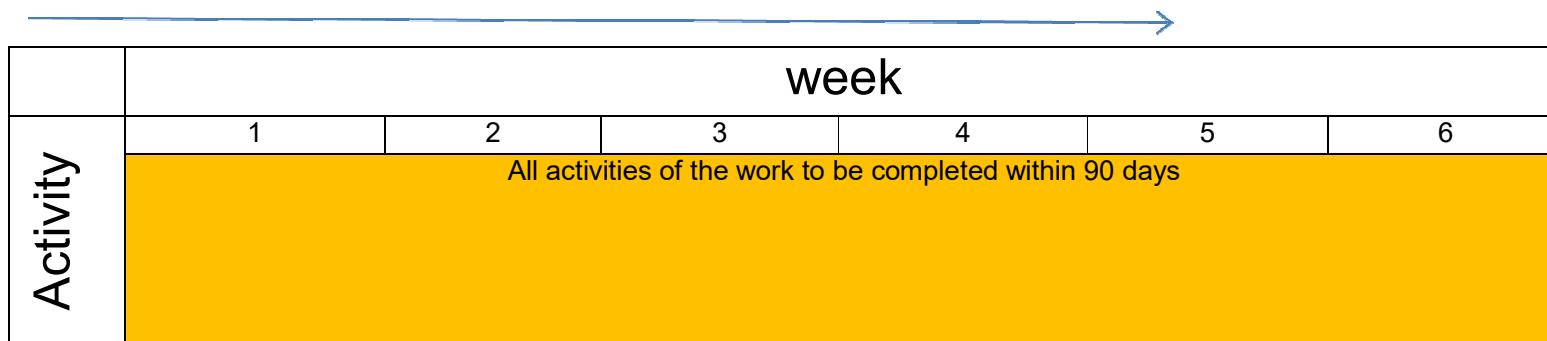 week
1 2 3 4 5 6
All activities of the work to be completed within 90 days
Activity